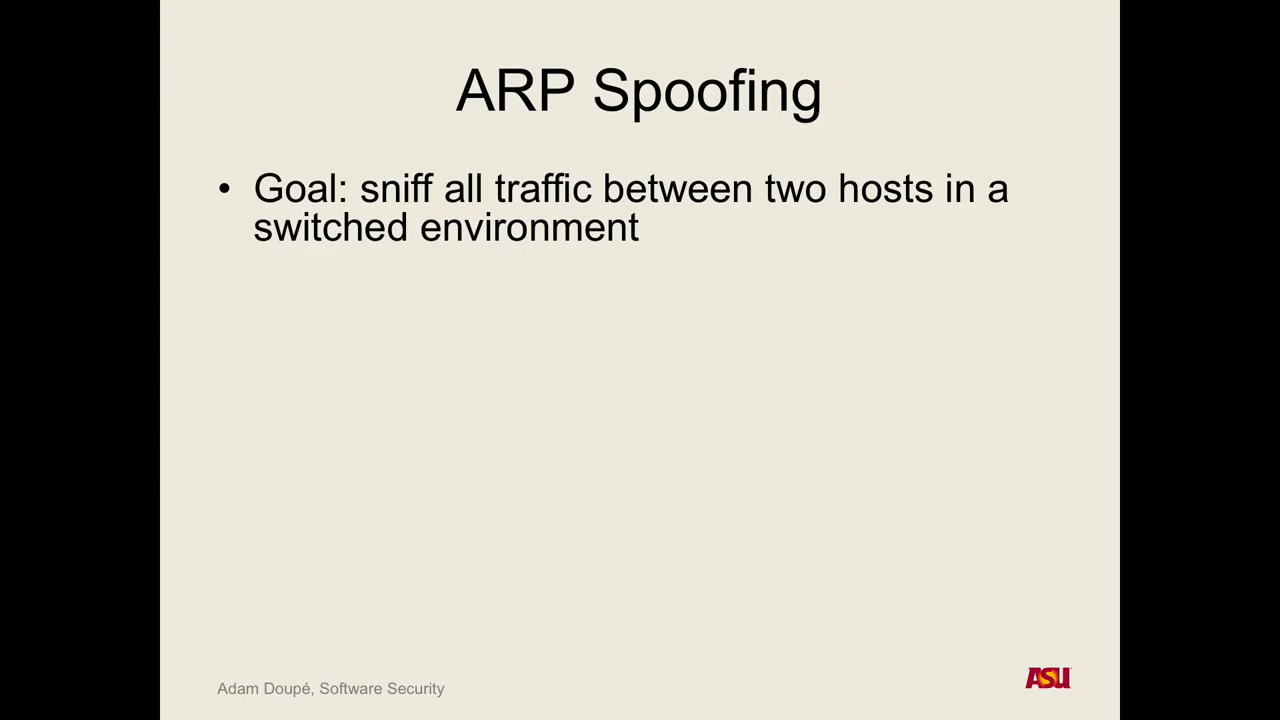 ARP Spoofing
• Goal: sniff all traffic between two hosts in a
switched environment
Adam Doupé, Software Security
ASU